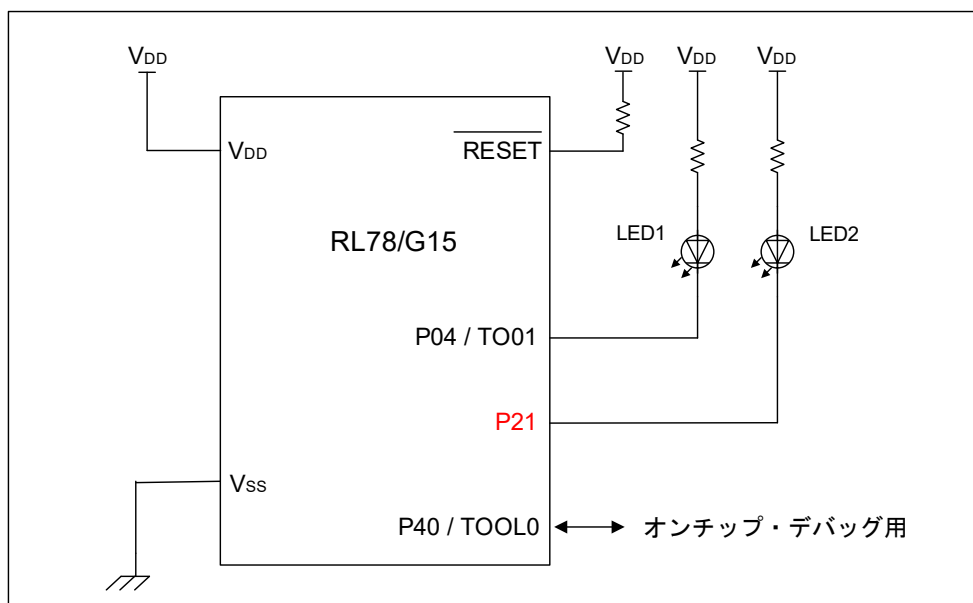 VDD
VDD
VDD
VDD
VDD
RESET
RL78/G15
LED1
LED2
P04 / TO01
P21
VSS
P40 / TOOL0
オンチップ・デバッグ用